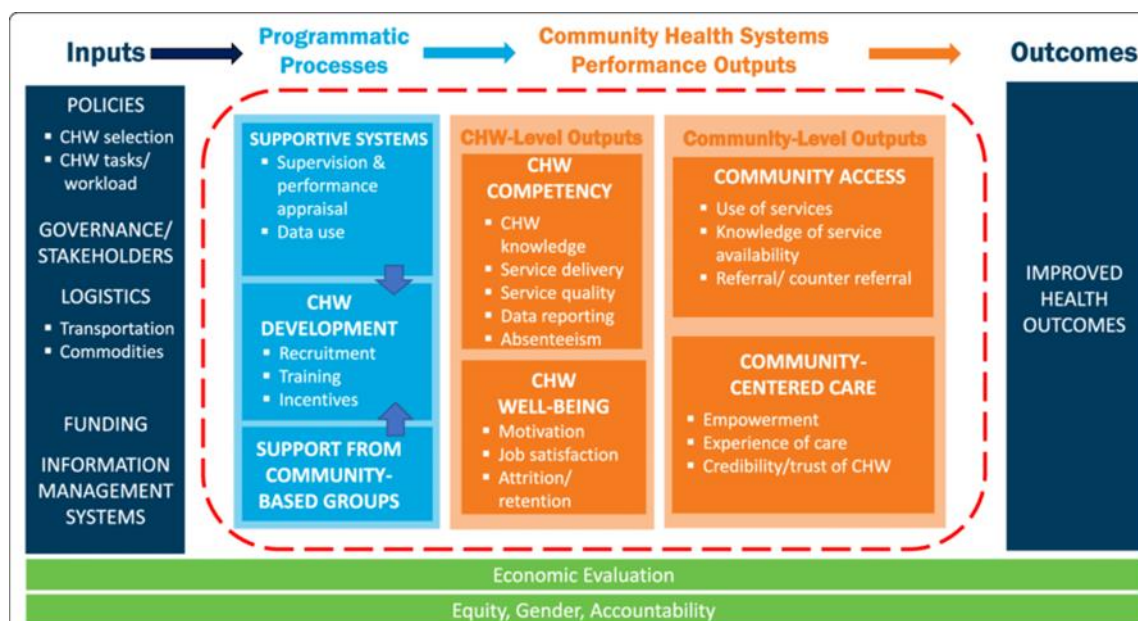 Inputs
Programmatic
Processes
Community Health Systems
Performance Outputs
Outcomes
POLICIES
▪ CHW selection
▪ CHW tasks/
workload
GOVERNANCE/
STAKEHOLDERS
LOGISTICS
▪ Transportation
▪ Commodities
FUNDING
INFORMATION
MANAGEMENT
SYSTEMS
SUPPORTIVE SYSTEMS
▪ Supervision &
performance
appraisal
▪ Data use
CHW
DEVELOPMENT
▪ Recruitment
▪ Training
▪ Incentives
SUPPORT FROM
COMMUNITY-
BASED GROUPS
CHW-Level Outputs
CHW
COMPETENCY
▪ CHW
knowledge
▪ Service delivery
▪ Service quality
▪ Data reporting
▪ Absenteeism
CHW
WELL-BEING
▪ Motivation
▪ Job satisfaction
▪ Attrition/
retention
Community-Level Outputs
COMMUNITY ACCESS
▪ Use of services
▪ Knowledge of service
availability
▪ Referral/ counter referral
COMMUNITY-
CENTERED CARE
▪ Empowerment
▪ Experience of care
▪ Credibility/trust of CHW
IMPROVED
HEALTH
OUTCOMES
Economic Evaluation
Equity, Gender, Accountability